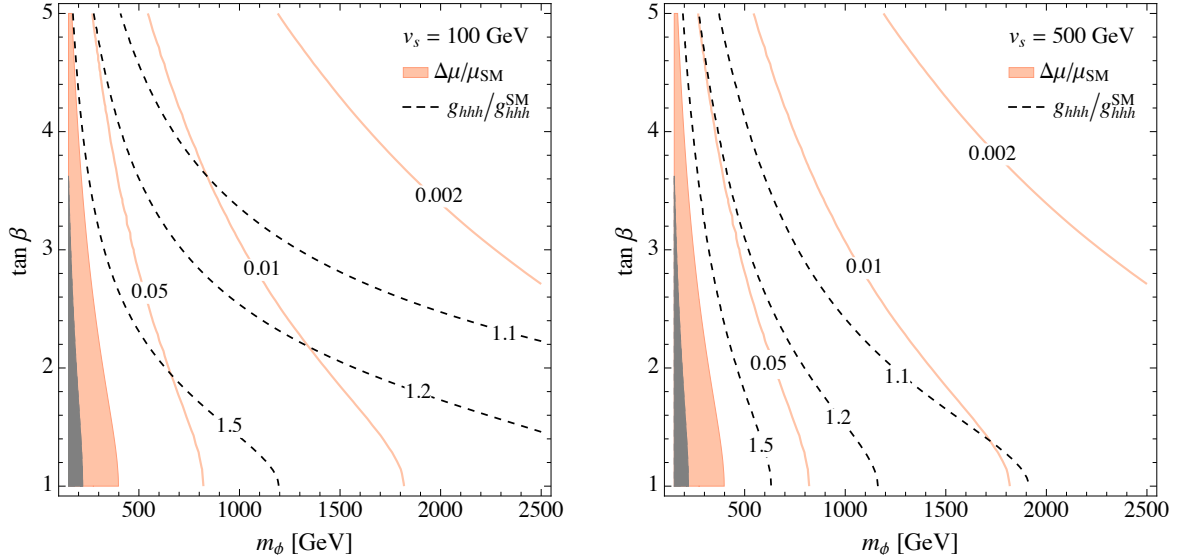 5
4
3
2
1
tan β
v_s = 100 GeV
Δμ/μ_SM
g_hhh/g_hhh^SM
0.002
0.01
0.05
1.1
1.2
1.5
500 1000 1500 2000 2500
m_ϕ [GeV]
5
4
3
2
1
tan β
v_s = 500 GeV
Δμ/μ_SM
g_hhh/g_hhh^SM
0.002
0.01
0.05
1.1
1.2
1.5
500 1000 1500 2000 2500
m_ϕ [GeV]